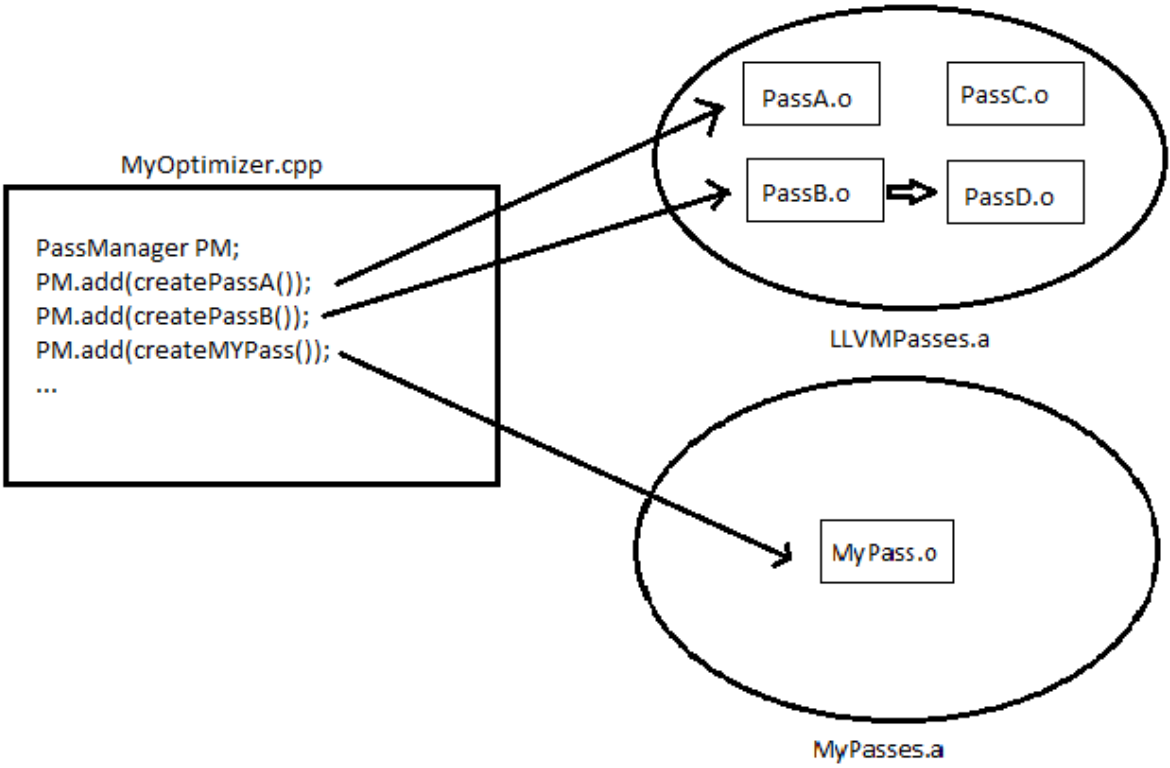 MyOptimizer.cpp
PassManager PM;
PM.add(createPassA());
PM.add(createPassB());
PM.add(createMYPass());
...
PassA.o
PassC.o
PassB.o
PassD.o
LLVMPasses.a
MyPass.o
MyPasses.a